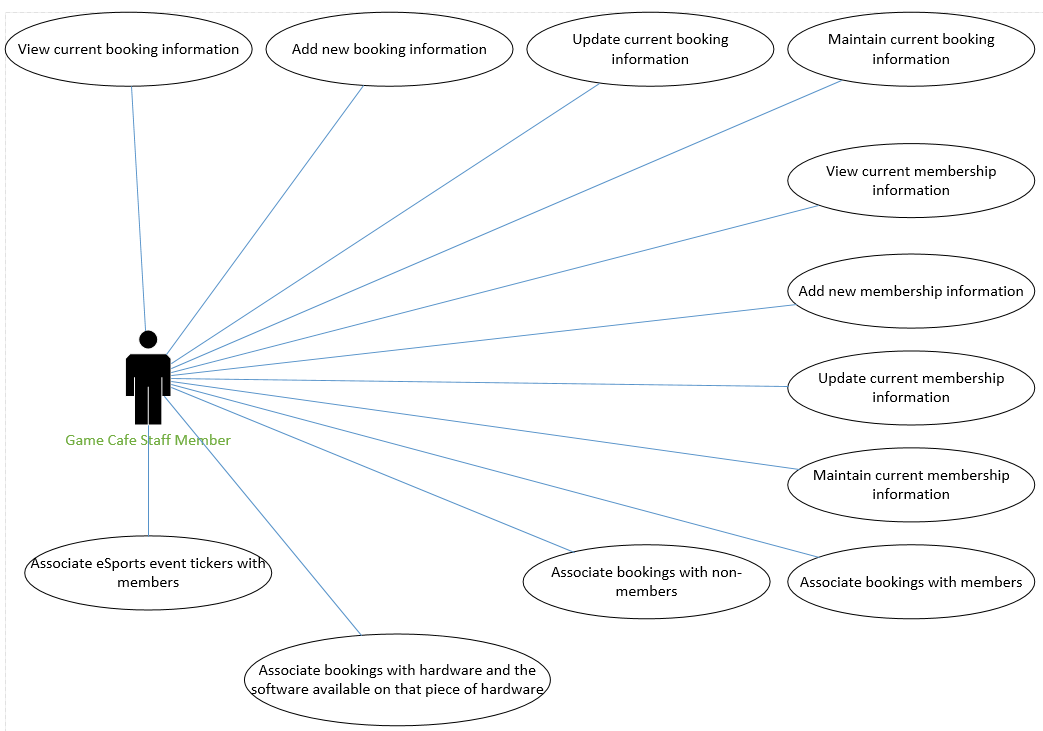 View current booking information
Add new booking information
Update current booking
information
Maintain current booking
information
View current membership
information
Add new membership information
Update current membership
information
Game Cafe Staff Member
Maintain current membership
information
Associate eSports event tickers with
members
Associate bookings with non-
members
Associate bookings with members
Associate bookings with hardware and the
software available on that piece of hardware